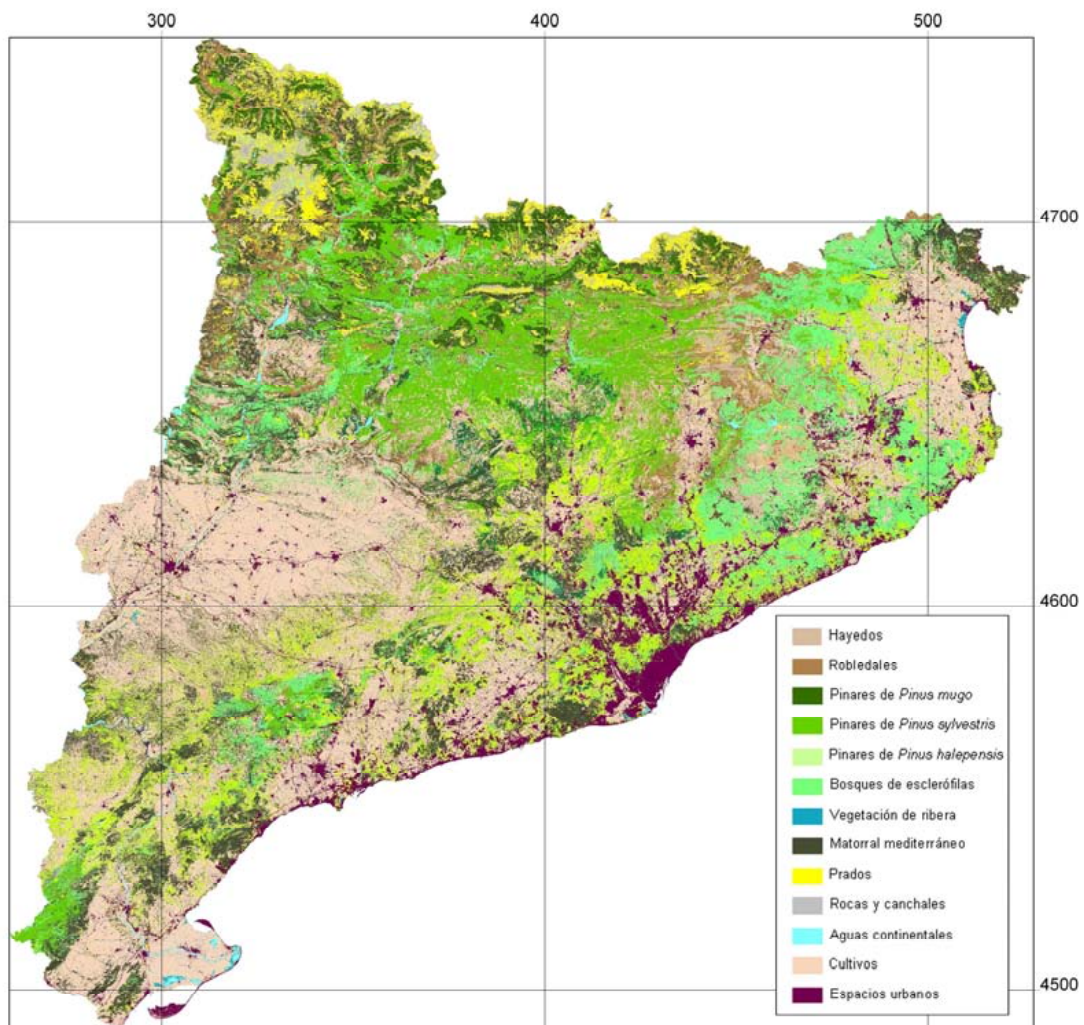 300
400
500
4700
4600
Hayedos
Robledales
Pinares de Pinus mugo
Pinares de Pinus sylvestris
Pinares de Pinus halepensis
Bosques de esclerófilas
Vegetación de ribera
Matorral mediterráneo
Prados
Rocas y canchales
Aguas continentales
Cultivos
Espacios urbanos
4500